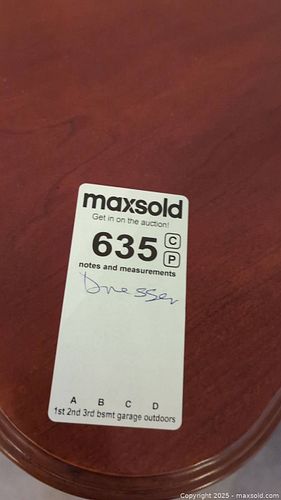 maxsold
Get in on the auction!
635 C
P
notes and measurements
Dresser
A B C D
1st 2nd 3rd bsmt garage outdoors
Copyright 2025 - maxsold.com